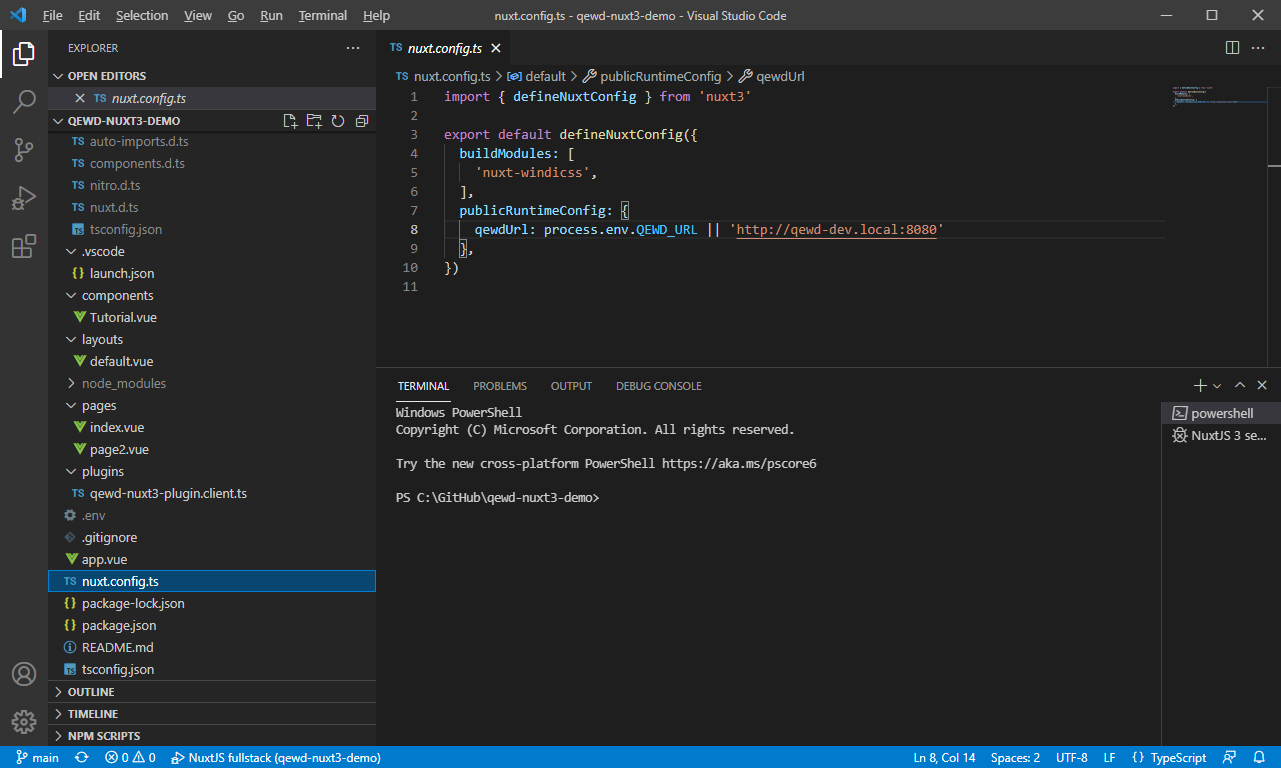 File Edit Selection View Go Run Terminal Help
nuxt.config.ts - qewd-nuxt3-demo - Visual Studio Code
EXPLORER
OPEN EDITORS
TS nuxt.config.ts
QEWD-NUXT3-DEMO
TS auto-imports.d.ts
TS components.d.ts
TS nitro.d.ts
TS nuxt.d.ts
TS tsconfig.json
.vscode
{} launch.json
components
Tutorial.vue
layouts
default.vue
node_modules
pages
index.vue
page2.vue
plugins
TS qewd-nuxt3-plugin.client.ts
.env
.gitignore
app.vue
TS nuxt.config.ts
{} package-lock.json
{} package.json
README.md
TS tsconfig.json
OUTLINE
TIMELINE
NPM SCRIPTS
TS nuxt.config.ts
TS nuxt.config.ts > default > publicRuntimeConfig > qewdUrl
1 import { defineNuxtConfig } from 'nuxt3'
2
3 export default defineNuxtConfig({
4 buildModules: [
5 'nuxt-windicss',
6 ],
7 publicRuntimeConfig: {
8 qewdUrl: process.env.QEWD_URL || 'http://qewd-dev.local:8080'
9 },
10 })
11
TERMINAL PROBLEMS OUTPUT DEBUG CONSOLE
Windows PowerShell
Copyright (C) Microsoft Corporation. All rights reserved.
Try the new cross-platform PowerShell https://aka.ms/pscore6
PS C:\GitHub\qewd-nuxt3-demo>
powershell
NuxtJS 3 se...
main 0 0 NuxtJS fullstack (qewd-nuxt3-demo)
Ln 8, Col 14 Spaces: 2 UTF-8 LF {} TypeScript